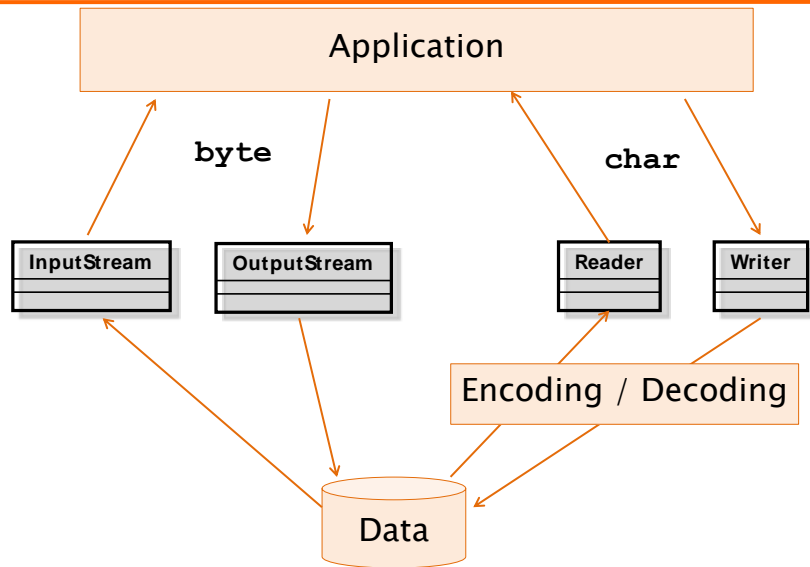 Application
byte
char
InputStream
OutputStream
Reader
Writer
Encoding / Decoding
Data